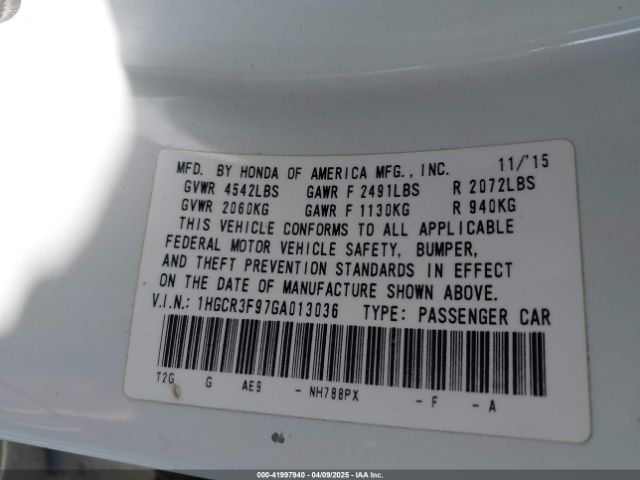 MFD. BY HONDA OF AMERICA MFG., INC. 11/'15
GVWR 4542LBS GAWR F 2491LBS R 2072LBS
GVWR 2060KG GAWR F 1130KG R 940KG
THIS VEHICLE CONFORMS TO ALL APPLICABLE
FEDERAL MOTOR VEHICLE SAFETY, BUMPER,
AND THEFT PREVENTION STANDARDS IN EFFECT
ON THE DATE OF MANUFACTURE SHOWN ABOVE.
V.I.N.: 1HGCR3F97GA013036 TYPE: PASSENGER CAR
T2G G AE9 - NH788PX - F - A
000-41997940 04/09/2025 IAA Inc.